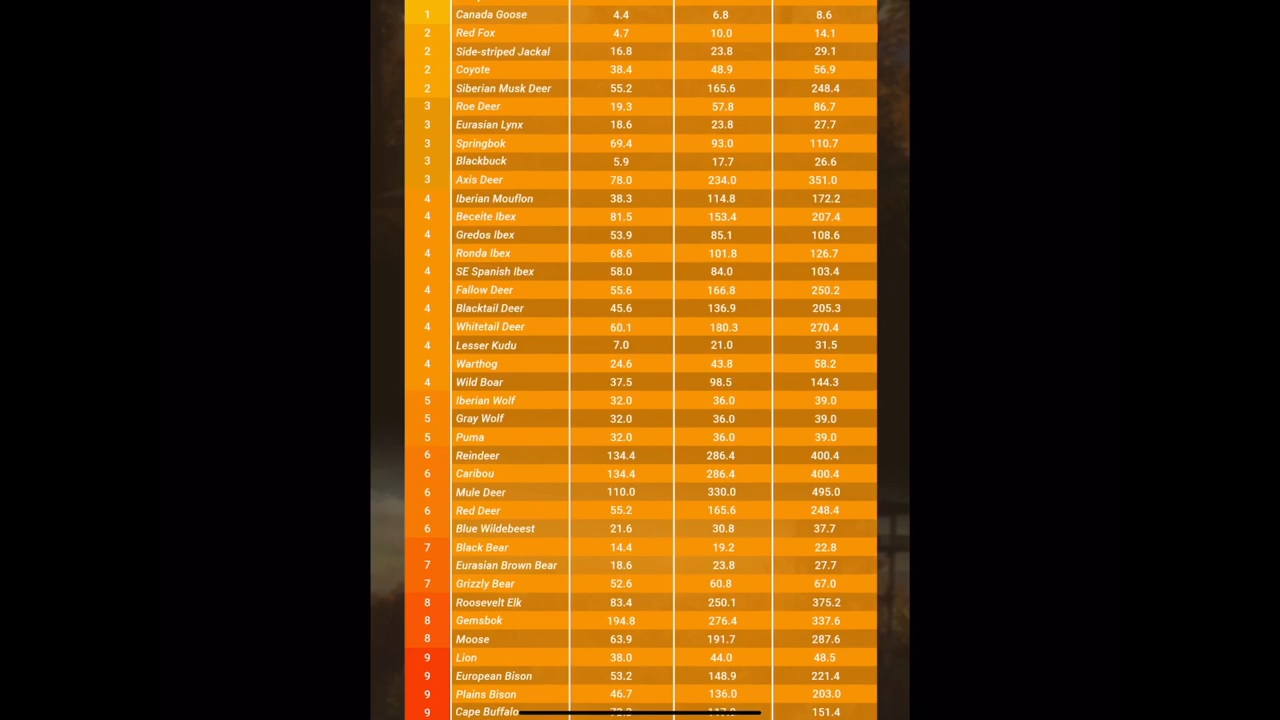 1 Canada Goose 4.4 6.8 8.6
2 Red Fox 4.7 10.0 14.1
2 Side-striped Jackal 16.8 23.8 29.1
2 Coyote 38.4 48.9 56.9
2 Siberian Musk Deer 55.2 165.6 248.4
3 Roe Deer 19.3 57.8 86.7
3 Eurasian Lynx 18.6 23.8 27.7
3 Springbok 69.4 93.0 110.7
3 Blackbuck 5.9 17.7 26.6
3 Axis Deer 78.0 234.0 351.0
4 Iberian Mouflon 38.3 114.8 172.2
4 Beceite Ibex 81.5 153.4 207.4
4 Gredos Ibex 53.9 85.1 108.6
4 Ronda Ibex 68.6 101.8 126.7
4 SE Spanish Ibex 58.0 84.0 103.4
4 Fallow Deer 55.6 166.8 250.2
4 Blacktail Deer 45.6 136.9 205.3
4 Whitetail Deer 60.1 180.3 270.4
4 Lesser Kudu 7.0 21.0 31.5
4 Warthog 24.6 43.8 58.2
4 Wild Boar 37.5 98.5 144.3
5 Iberian Wolf 32.0 36.0 39.0
5 Gray Wolf 32.0 36.0 39.0
5 Puma 32.0 36.0 39.0
6 Reindeer 134.4 286.4 400.4
6 Caribou 134.4 286.4 400.4
6 Mule Deer 110.0 330.0 495.0
6 Red Deer 55.2 165.6 248.4
6 Blue Wildebeest 21.6 30.8 37.7
7 Black Bear 14.4 19.2 22.8
7 Eurasian Brown Bear 18.6 23.8 27.7
7 Grizzly Bear 52.6 60.8 67.0
8 Roosevelt Elk 83.4 250.1 375.2
8 Gemsbok 194.8 276.4 337.6
8 Moose 63.9 191.7 287.6
9 Lion 38.0 44.0 48.5
9 European Bison 53.2 148.9 221.4
9 Plains Bison 46.7 136.0 203.0
9 Cape Buffalo 151.4